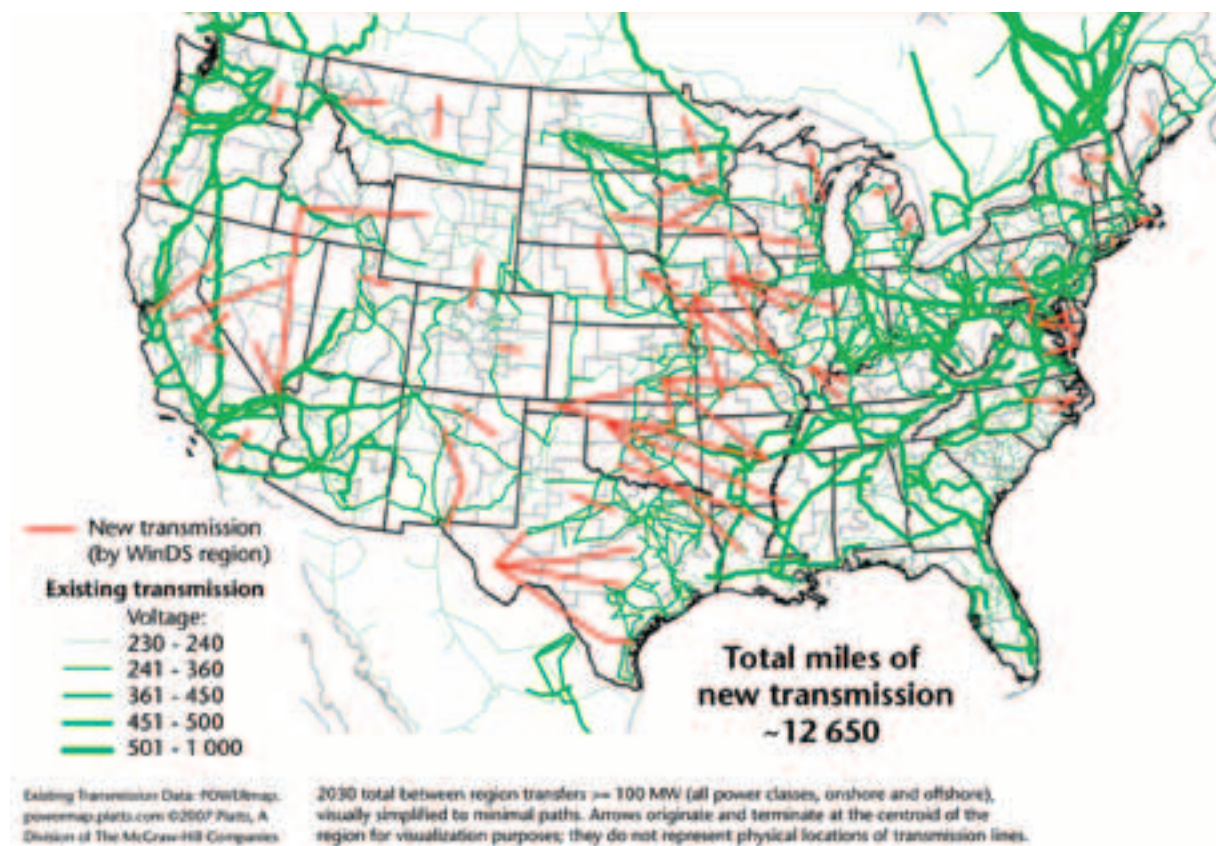 New transmission
(by WinDS region)
Existing transmission
Voltage:
230 - 240
241 - 360
361 - 450
451 - 500
501 - 1 000
Total miles of
new transmission
~12 650
Existing Transmission Data: POWERmap,
powermap.platts.com ©2007 Platts, A
Division of The McGraw-Hill Companies
2030 total between region transfers >= 100 MW (all power classes, onshore and offshore),
visually simplified to minimal paths. Arrows originate and terminate at the centroid of the
region for visualization purposes; they do not represent physical locations of transmission lines.